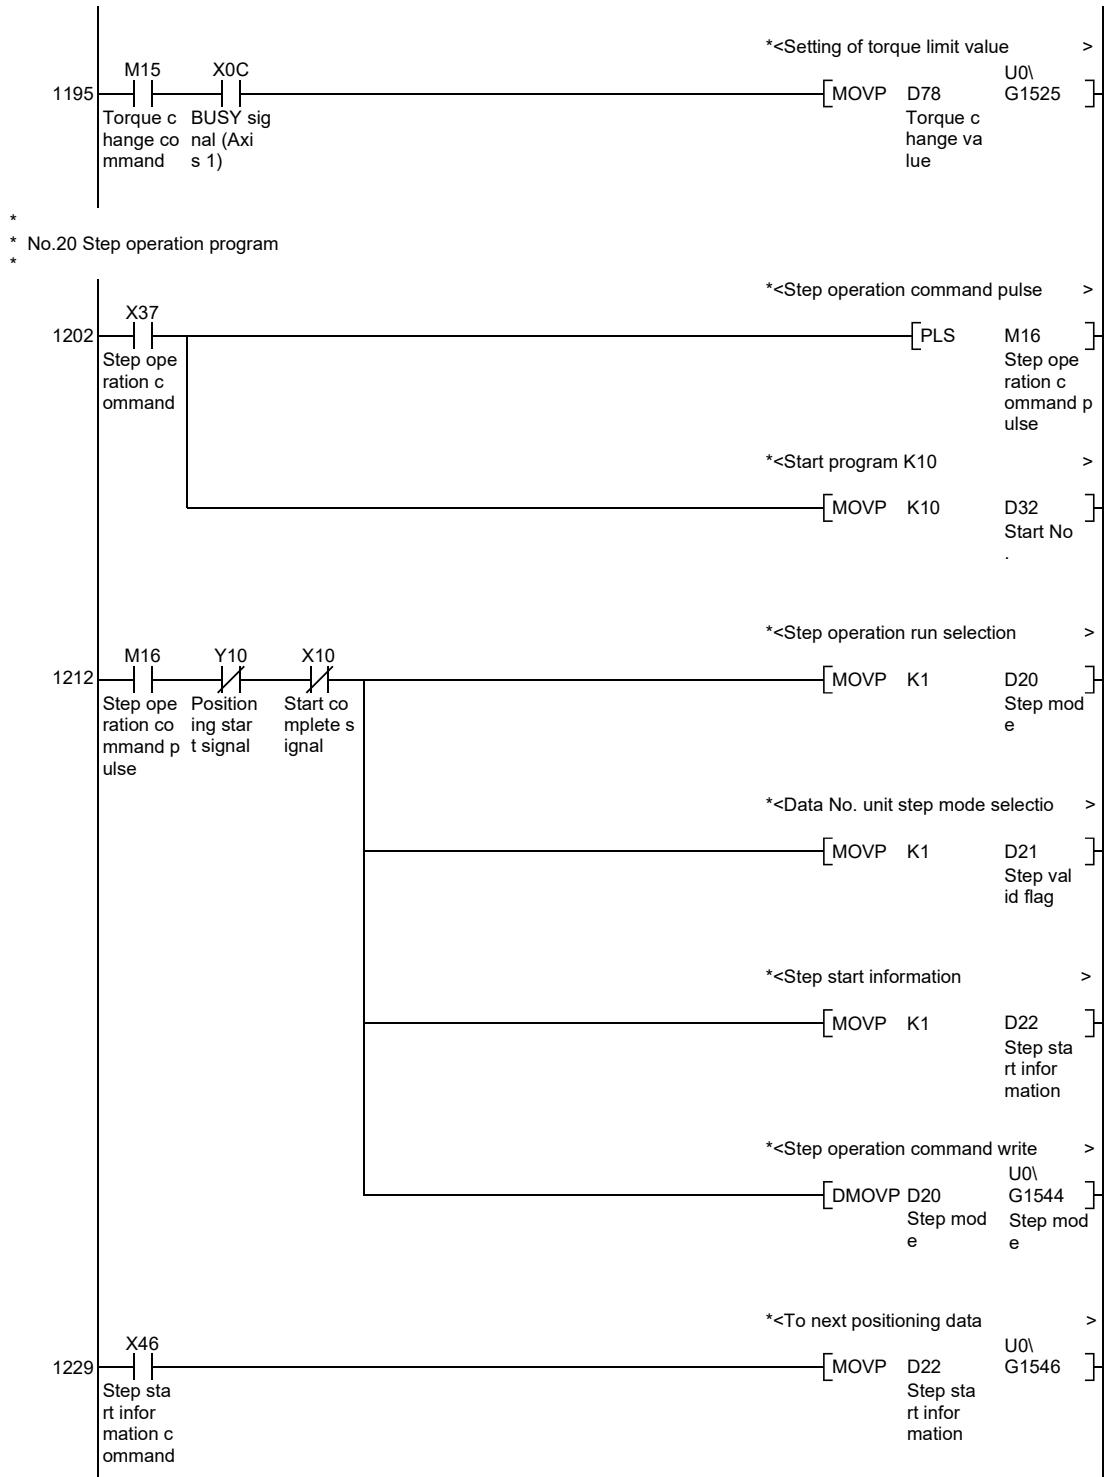 *<Setting of torque limit value >
M15 X0C U0\
1195 MOVP D78 G1525
Torque c BUSY sig Torque c
hange co nal (Axi hange va
mmand s 1) lue
*
* No.20 Step operation program
*
*<Step operation command pulse >
X37
1202 PLS M16
Step ope Step ope
ration c ration c
ommand ommand p
ulse
*<Start program K10 >
MOVP K10 D32
Start No
.
*<Step operation run selection >
M16 Y10 X10
1212 MOVP K1 D20
Step ope Position Start co Step mod
ration co ing star mplete s e
mmand p t signal ignal
ulse
*<Data No. unit step mode selectio >
MOVP K1 D21
Step val
id flag
*<Step start information >
MOVP K1 D22
Step sta
rt infor
mation
*<Step operation command write >
U0\
DMOVP D20 G1544
Step mod Step mod
e e
*<To next positioning data >
X46 U0\
1229 MOVP D22 G1546
Step sta Step sta
rt infor rt infor
mation c mation
ommand